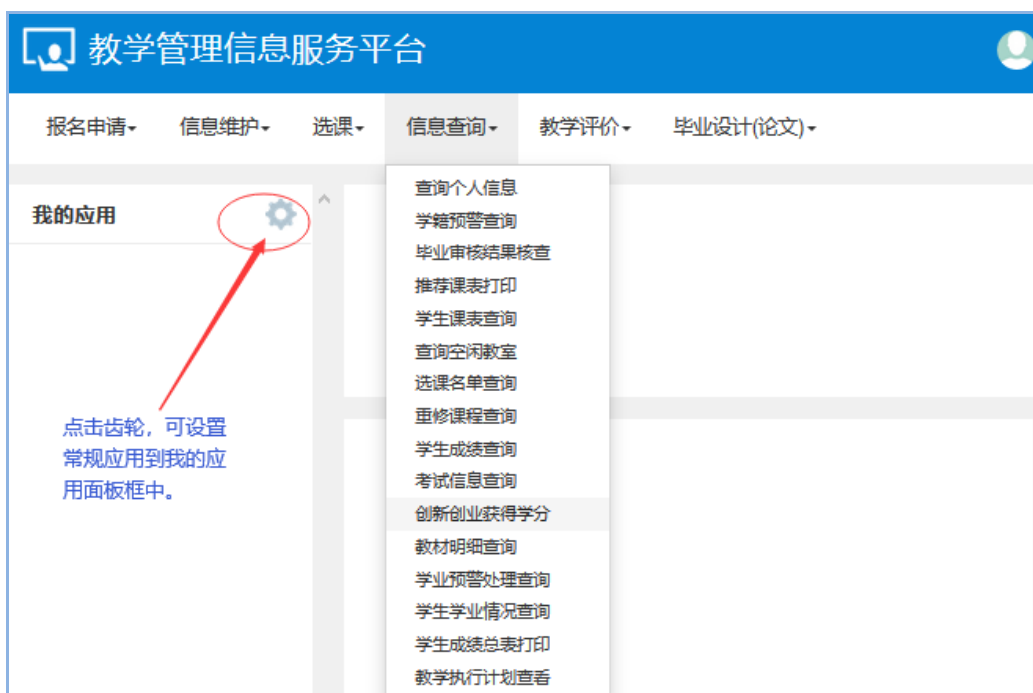 教学管理信息服务平台
报名申请 信息维护 选课 信息查询 教学评价 毕业设计(论文)
我的应用
点击齿轮，可设置
常规应用到我的应
用面板框中。
查询个人信息
学籍预警查询
毕业审核结果核查
推荐课表打印
学生课表查询
查询空闲教室
选课名单查询
重修课程查询
学生成绩查询
考试信息查询
创新创业获得学分
教材明细查询
学业预警处理查询
学生学业情况查询
学生成绩总表打印
教学执行计划查看